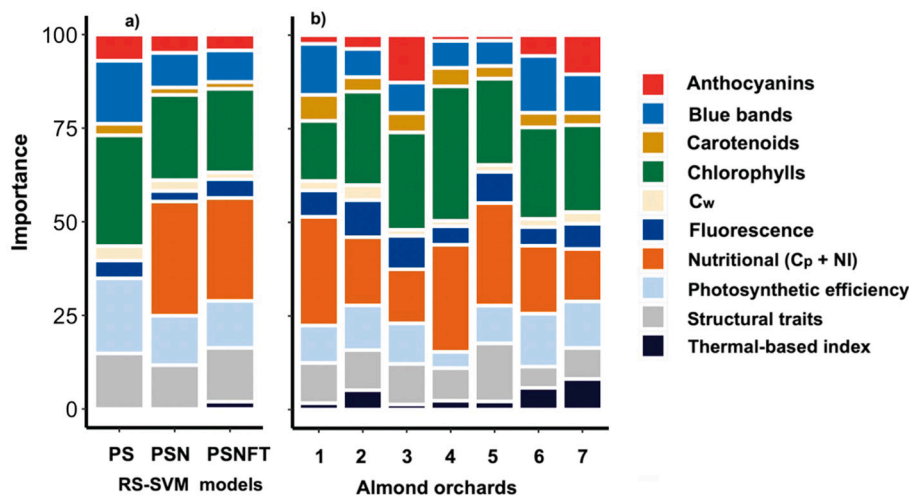 a)
b)
100
75
50
25
0
Importance
PS PSN PSNFT
RS-SVM models
1 2 3 4 5 6 7
Almond orchards
Anthocyanins
Blue bands
Carotenoids
Chlorophylls
Cw
Fluorescence
Nutritional (Cp + NI)
Photosynthetic efficiency
Structural traits
Thermal-based index